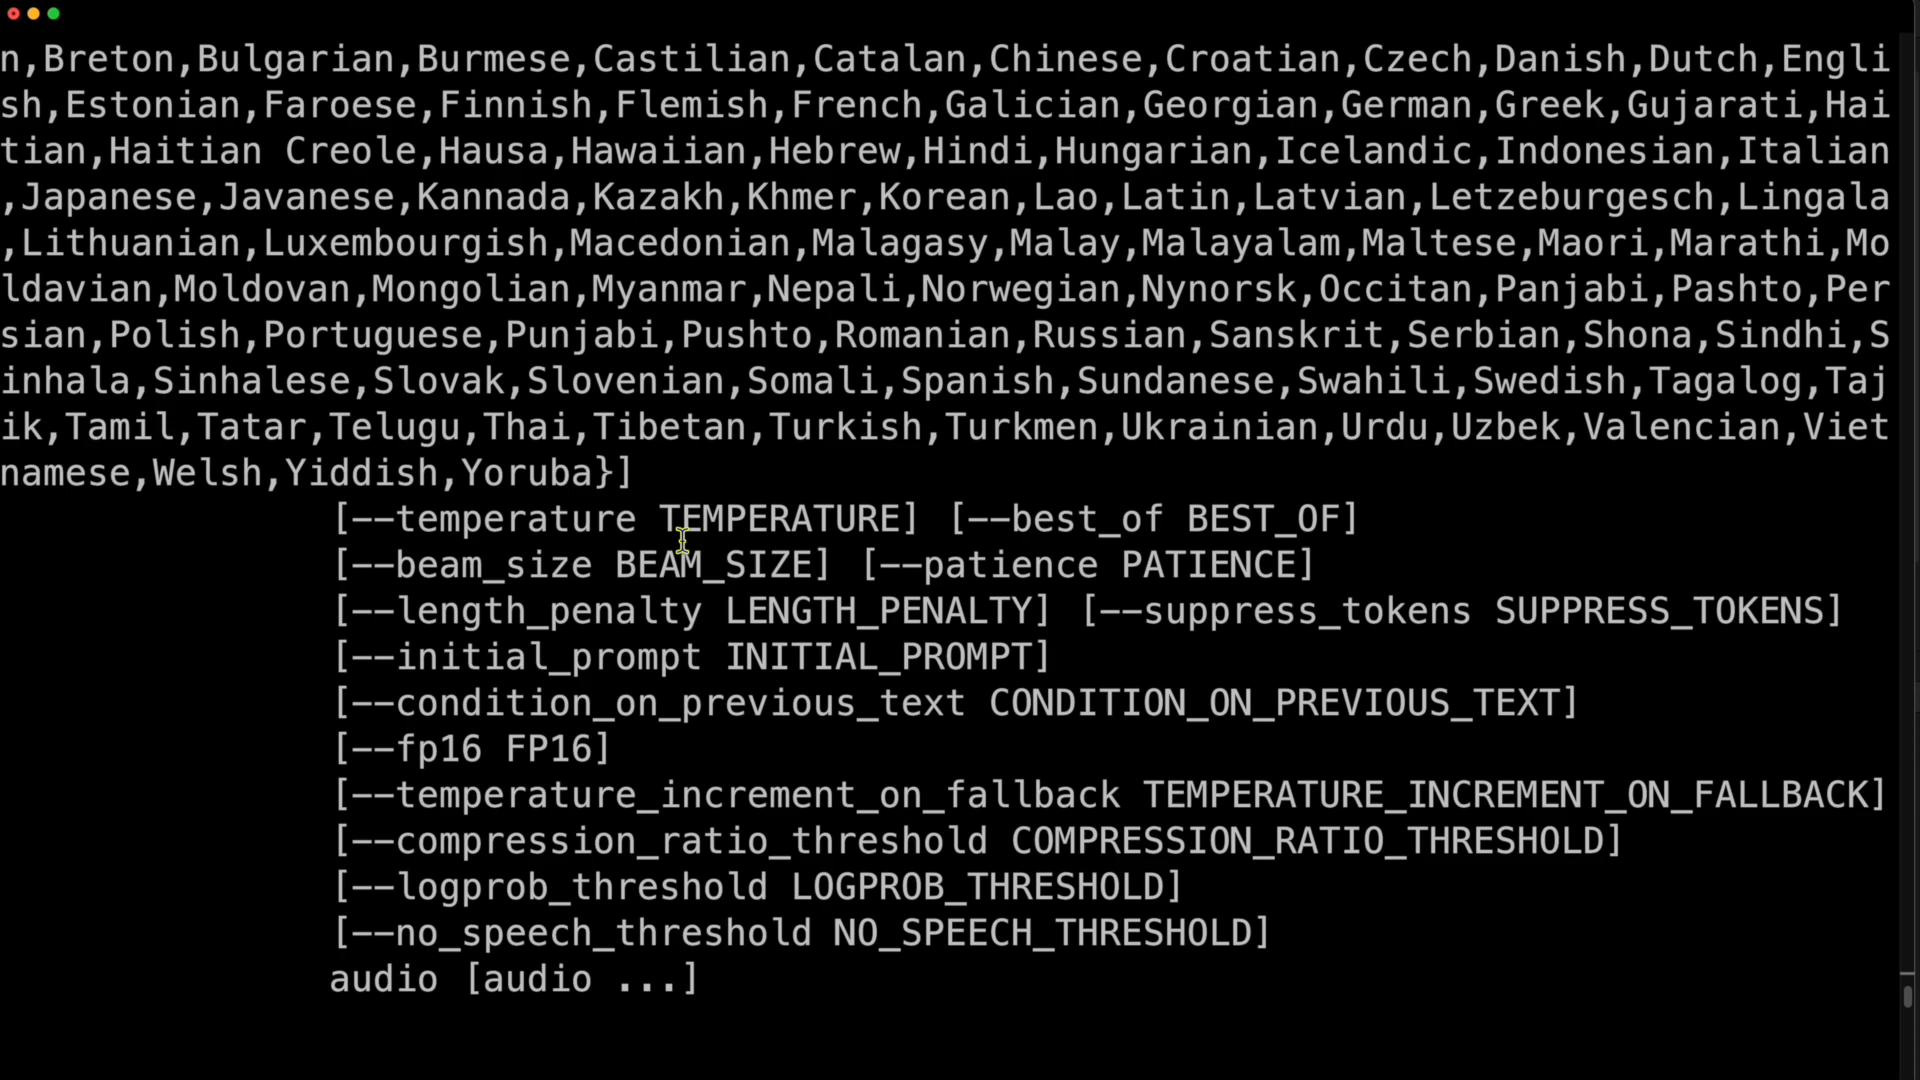 n,Breton,Bulgarian,Burmese,Castilian,Catalan,Chinese,Croatian,Czech,Danish,Dutch,Engli
sh,Estonian,Faroese,Finnish,Flemish,French,Galician,Georgian,German,Greek,Gujarati,Hai
tian,Haitian Creole,Hausa,Hawaiian,Hebrew,Hindi,Hungarian,Icelandic,Indonesian,Italian
,Japanese,Javanese,Kannada,Kazakh,Khmer,Korean,Lao,Latin,Latvian,Letzeburgesch,Lingala
,Lithuanian,Luxembourgish,Macedonian,Malagasy,Malay,Malayalam,Maltese,Maori,Marathi,Mo
ldavian,Moldovan,Mongolian,Myanmar,Nepali,Norwegian,Nynorsk,Occitan,Panjabi,Pashto,Per
sian,Polish,Portuguese,Punjabi,Pushto,Romanian,Russian,Sanskrit,Serbian,Shona,Sindhi,S
inhala,Sinhalese,Slovak,Slovenian,Somali,Spanish,Sundanese,Swahili,Swedish,Tagalog,Taj
ik,Tamil,Tatar,Telugu,Thai,Tibetan,Turkish,Turkmen,Ukrainian,Urdu,Uzbek,Valencian,Viet
namese,Welsh,Yiddish,Yoruba}]
[--temperature TEMPERATURE] [--best_of BEST_OF]
[--beam_size BEAM_SIZE] [--patience PATIENCE]
[--length_penalty LENGTH_PENALTY] [--suppress_tokens SUPPRESS_TOKENS]
[--initial_prompt INITIAL_PROMPT]
[--condition_on_previous_text CONDITION_ON_PREVIOUS_TEXT]
[--fp16 FP16]
[--temperature_increment_on_fallback TEMPERATURE_INCREMENT_ON_FALLBACK]
[--compression_ratio_threshold COMPRESSION_RATIO_THRESHOLD]
[--logprob_threshold LOGPROB_THRESHOLD]
[--no_speech_threshold NO_SPEECH_THRESHOLD]
audio [audio ...]